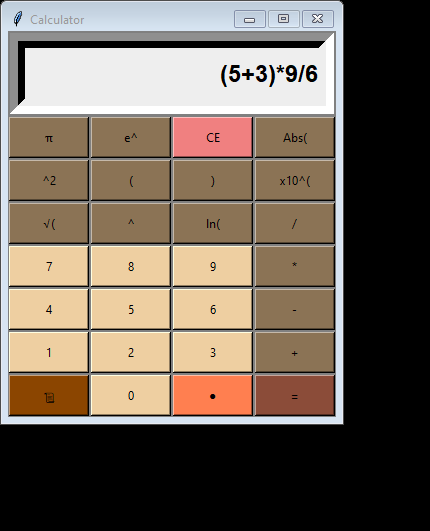 Calculator
(5+3)*9/6
π e^ CE Abs(
^2 ( ) x10^(
√( ^ ln( /
7 8 9 *
4 5 6 -
1 2 3 +
0 • =